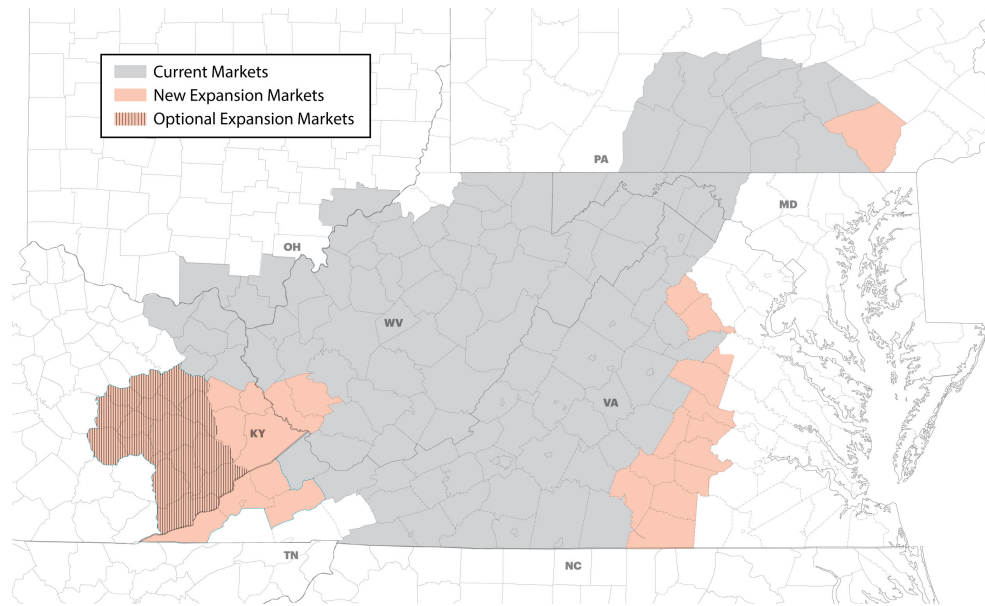 Current Markets
New Expansion Markets
Optional Expansion Markets
PA
MD
OH
WV
VA
KY
TN
NC